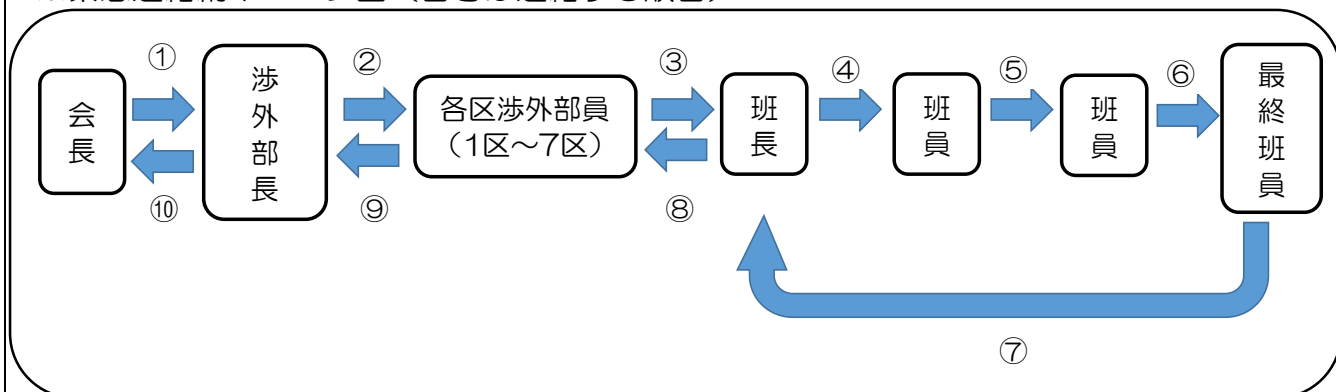 ①
②
③
④
⑤
⑥
会長
渉外部長
各区渉外部員
(1区～7区)
班長
班員
班員
最終班員
⑩
⑨
⑧
⑦